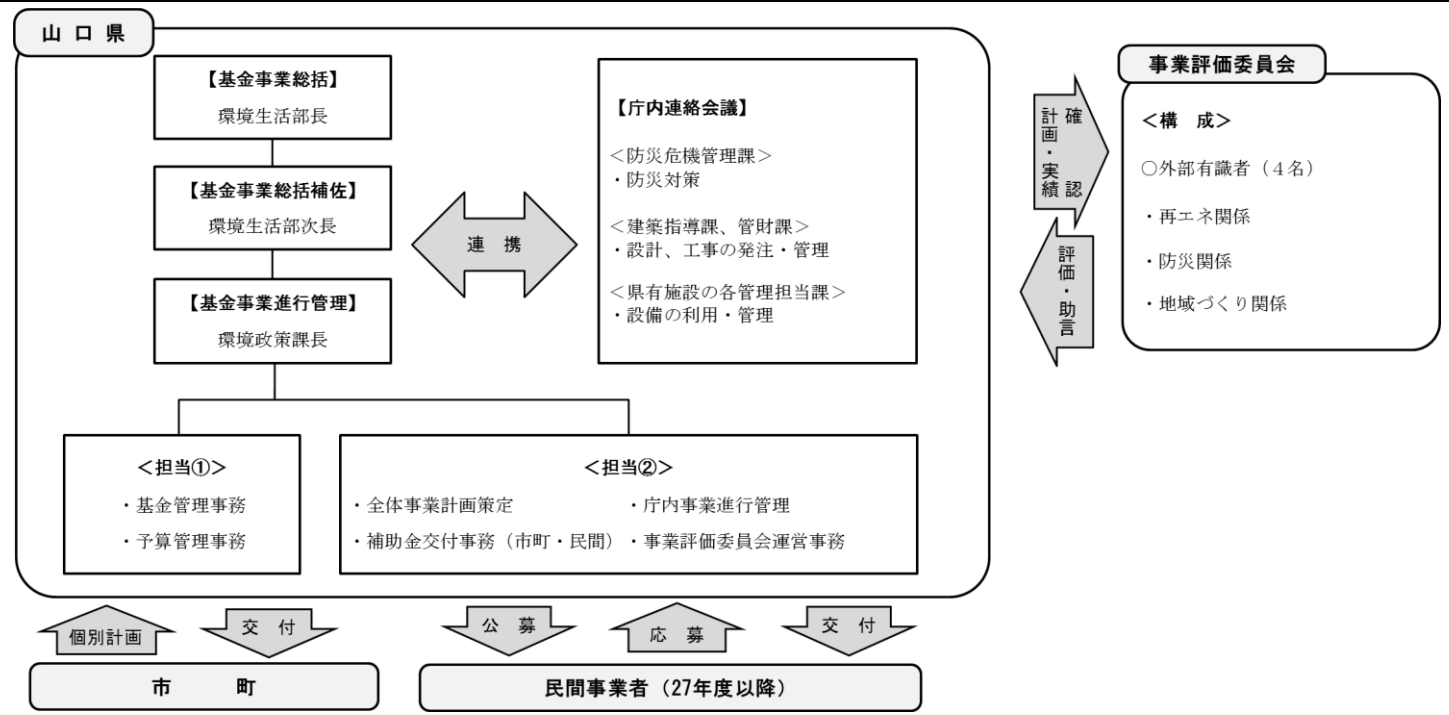 山 口 県
【基金事業総括】
環境生活部長
【基金事業総括補佐】
環境生活部次長
【基金事業進行管理】
環境政策課長
連 携
【庁内連絡会議】
＜防災危機管理課＞
・防災対策
＜建築指導課、管財課＞
・設計、工事の発注・管理
＜県有施設の各管理担当課＞
・設備の利用・管理
＜担当①＞
・基金管理事務
・予算管理事務
＜担当②＞
・全体事業計画策定 ・庁内事業進行管理
・補助金交付事務（市町・民間）・事業評価委員会運営事務
計画・実績
確認
評価・助言
事業評価委員会
＜構 成＞
○外部有識者（４名）
・再エネ関係
・防災関係
・地域づくり関係
個別計画
交 付
公 募
応 募
交 付
市 町
民間事業者（27年度以降）